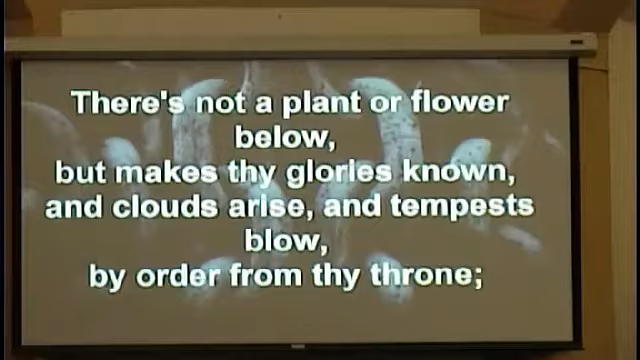 There's not a plant or flower
below,
but makes thy glories known,
and clouds arise, and tempests
blow,
by order from thy throne;